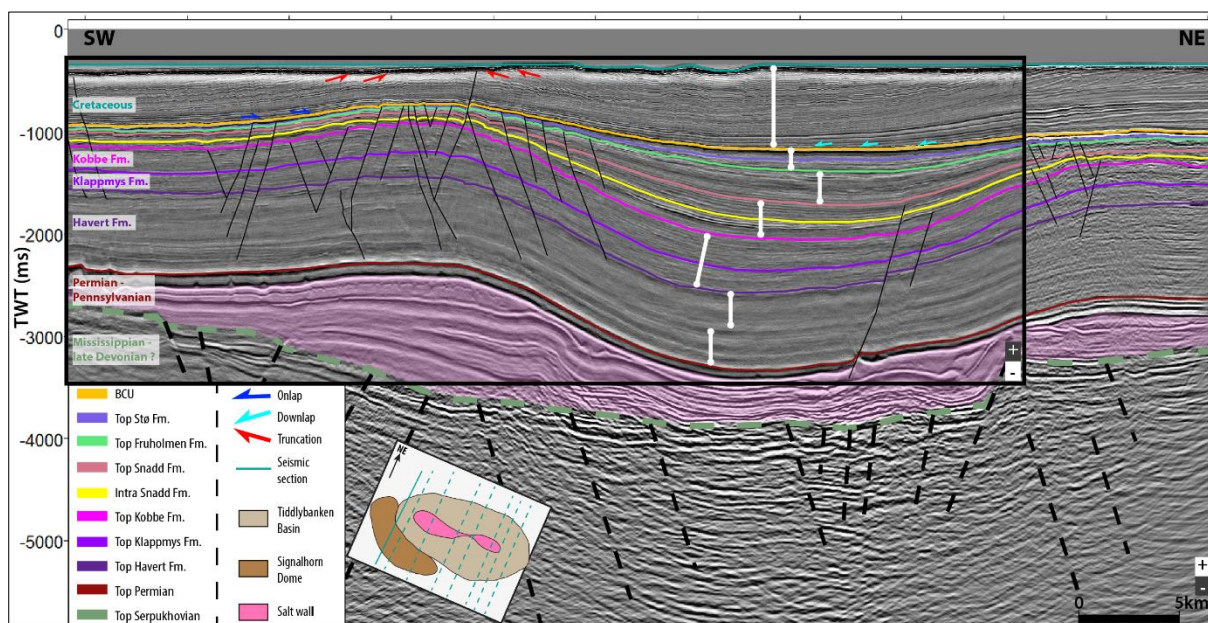 0
SW
NE
Cretaceous
-1000
Kobbe Fm.
Klappmys Fm.
Havert Fm.
-2000
TWT (ms)
Permian -
Pennsylvanian
-3000
Mississippian -
late Devonian ?
+
-
BCU
Top Stø Fm.
Top Fruholmen Fm.
Top Snadd Fm.
Intra Snadd Fm.
Top Kobbe Fm.
Top Klappmys Fm.
Top Havert Fm.
Top Permian
Top Serpukhovian
Onlap
Downlap
Truncation
Seismic
section
Tiddlybanken
Basin
Signalhorn
Dome
Salt wall
-4000
NE
-5000
+
-
0
5km